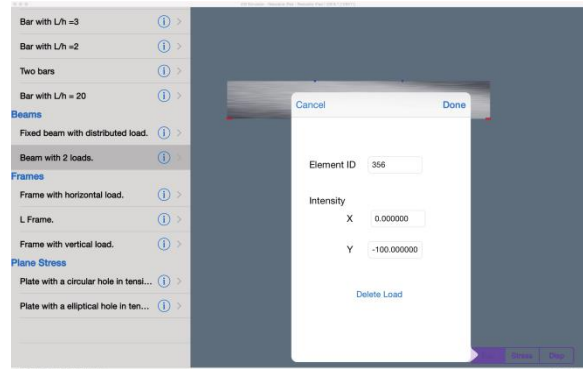 Bar with L/h =3
Bar with L/h =2
Two bars
Bar with L/h = 20
Beams
Fixed beam with distributed load.
Beam with 2 loads.
Frames
Frame with horizontal load.
L Frame.
Frame with vertical load.
Plane Stress
Plate with a circular hole in tensi...
Plate with a elliptical hole in ten...
Cancel
Done
Element ID
356
Intensity
X
0.000000
Y
-100.000000
Delete Load
Stress
Disp